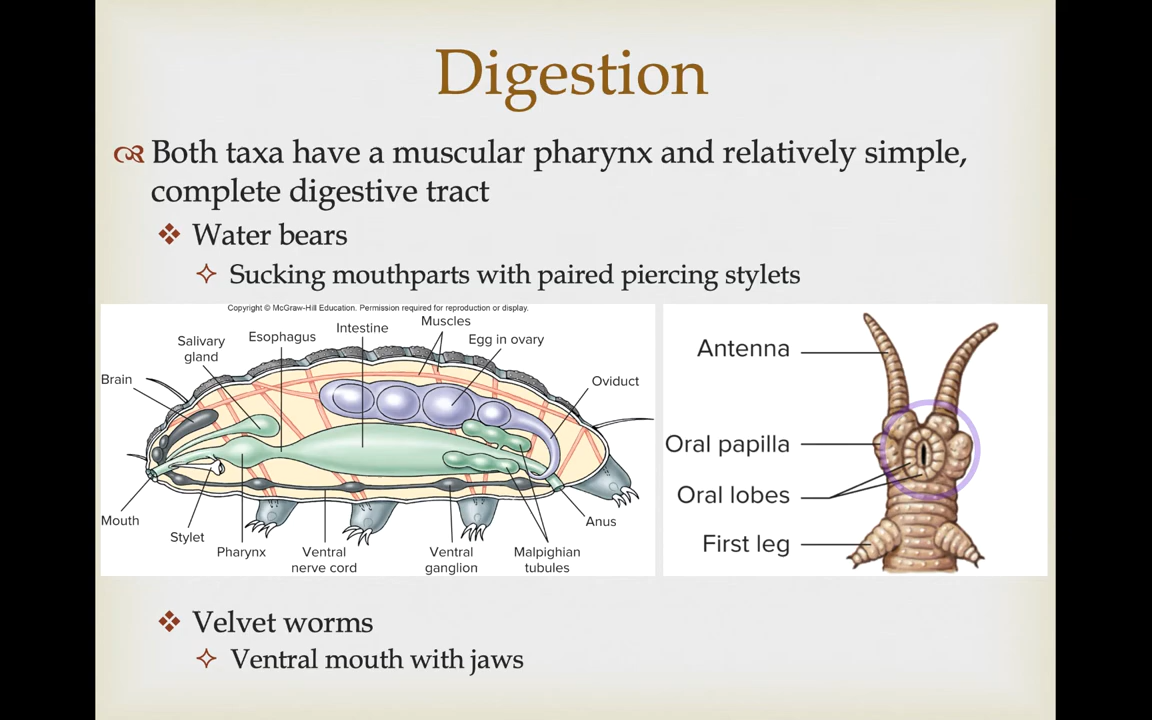 Digestion
Both taxa have a muscular pharynx and relatively simple,
complete digestive tract
Water bears
Sucking mouthparts with paired piercing stylets
Copyright © McGraw-Hill Education. Permission required for reproduction or display.
Muscles
Intestine
Esophagus
Egg in ovary
Salivary
gland
Brain
Oviduct
Mouth
Stylet
Pharynx
Ventral
nerve cord
Ventral
ganglion
Malpighian
tubules
Anus
Antenna
Oral papilla
Oral lobes
First leg
Velvet worms
Ventral mouth with jaws